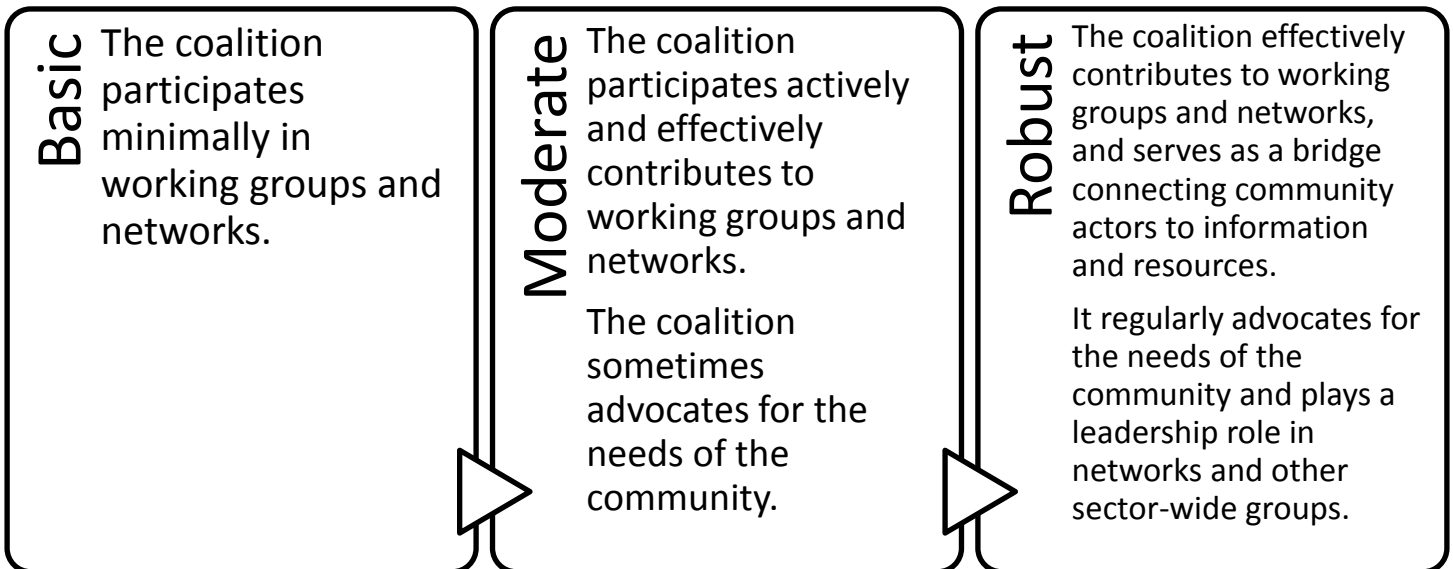 Basic
The coalition
participates
minimally in
working groups and
networks.
Moderate
The coalition
participates actively
and effectively
contributes to
working groups and
networks.
The coalition
sometimes
advocates for the
needs of the
community.
Robust
The coalition effectively
contributes to working
groups and networks,
and serves as a bridge
connecting community
actors to information
and resources.
It regularly advocates for
the needs of the
community and plays a
leadership role in
networks and other
sector-wide groups.